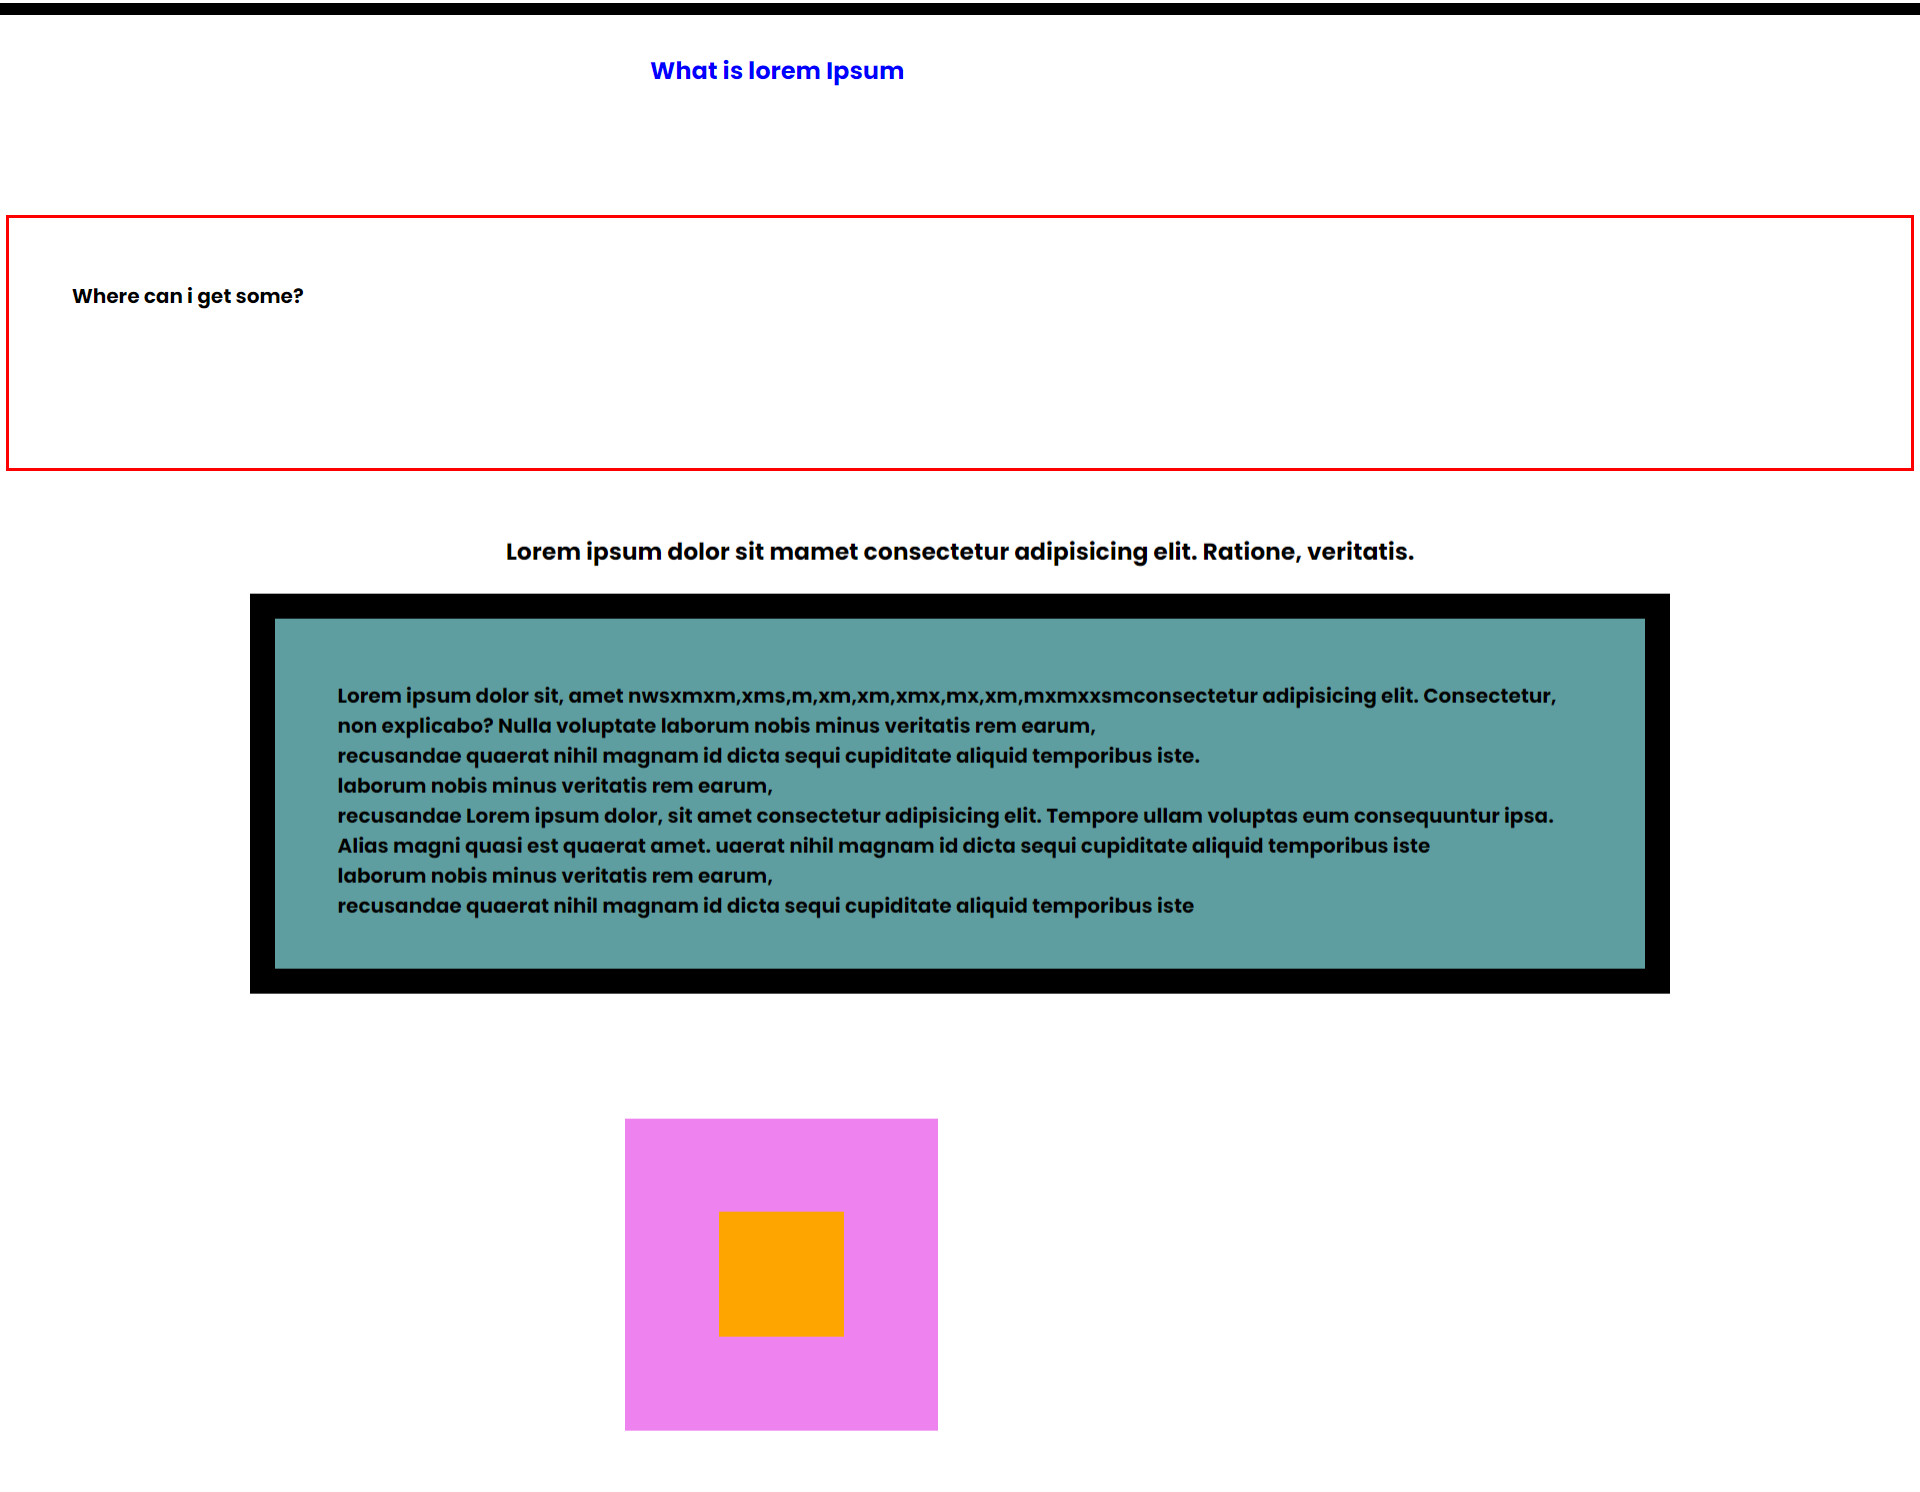 What is lorem Ipsum
Where can i get some?
Lorem ipsum dolor sit mamet consectetur adipisicing elit. Ratione, veritatis.
Lorem ipsum dolor sit, amet nwsxmxm,xms,m,xm,xm,xmx,mx,xm,mxmxxsmconsectetur adipisicing elit. Consectetur,
non explicabo? Nulla voluptate laborum nobis minus veritatis rem earum,
recusandae quaerat nihil magnam id dicta sequi cupiditate aliquid temporibus iste.
laborum nobis minus veritatis rem earum,
recusandae Lorem ipsum dolor, sit amet consectetur adipisicing elit. Tempore ullam voluptas eum consequuntur ipsa.
Alias magni quasi est quaerat amet. uaerat nihil magnam id dicta sequi cupiditate aliquid temporibus iste
laborum nobis minus veritatis rem earum,
recusandae quaerat nihil magnam id dicta sequi cupiditate aliquid temporibus iste